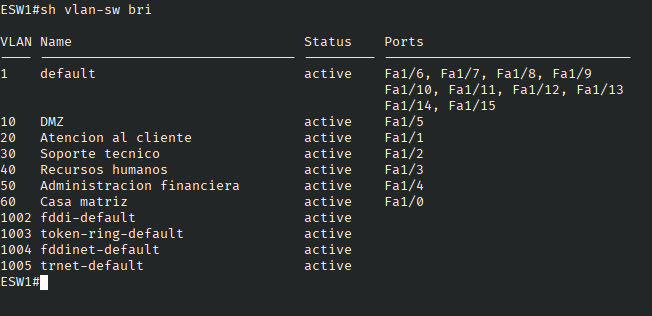 ESW1#sh vlan-sw bri
VLAN Name                             Status    Ports
---- -------------------------------- --------- -------------------------------
1    default                          active    Fa1/6, Fa1/7, Fa1/8, Fa1/9
                                                Fa1/10, Fa1/11, Fa1/12, Fa1/13
                                                Fa1/14, Fa1/15
10   DMZ                              active    Fa1/5
20   Atencion al cliente              active    Fa1/1
30   Soporte tecnico                  active    Fa1/2
40   Recursos humanos                 active    Fa1/3
50   Administracion financiera        active    Fa1/4
60   Casa matriz                      active    Fa1/0
1002 fddi-default                     active
1003 token-ring-default               active
1004 fddinet-default                  active
1005 trnet-default                    active
ESW1#